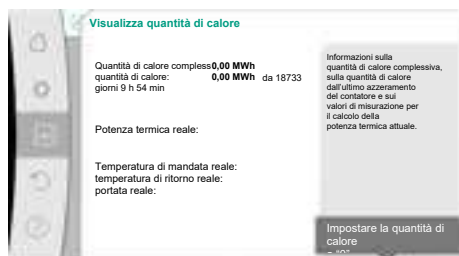 Visualizza quantità di calore
Quantità di calore compless0,00 MWh
quantità di calore: 0,00 MWh da 18733
giorni 9 h 54 min
Potenza termica reale:
Temperatura di mandata reale:
temperatura di ritorno reale:
portata reale:
Informazioni sulla
quantità di calore complessiva,
sulla quantità di calore
dall'ultimo azzeramento
del contatore e sui
valori di misurazione per
il calcolo della
potenza termica attuale.
Impostare la quantità di
calore